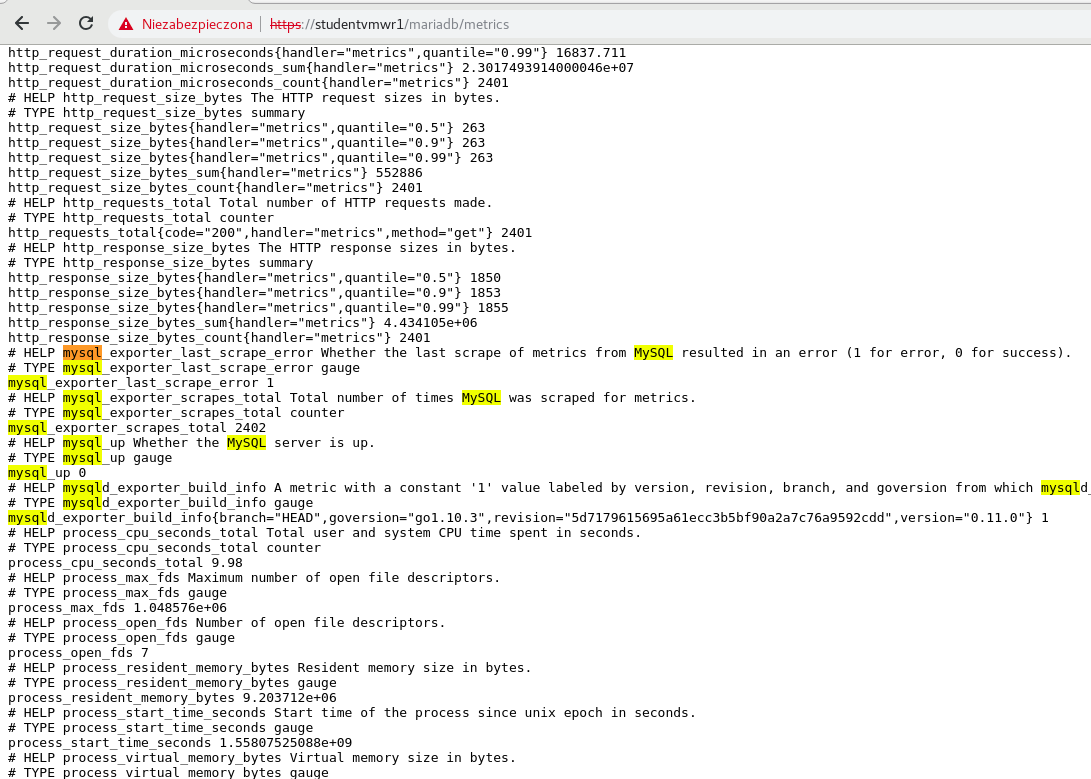 Niezabezpieczona | https://studentvmwr1/mariadb/metrics
http_request_duration_microseconds{handler="metrics",quantile="0.99"} 16837.711
http_request_duration_microseconds_sum{handler="metrics"} 2.3017493914000046e+07
http_request_duration_microseconds_count{handler="metrics"} 2401
# HELP http_request_size_bytes The HTTP request sizes in bytes.
# TYPE http_request_size_bytes summary
http_request_size_bytes{handler="metrics",quantile="0.5"} 263
http_request_size_bytes{handler="metrics",quantile="0.9"} 263
http_request_size_bytes{handler="metrics",quantile="0.99"} 263
http_request_size_bytes_sum{handler="metrics"} 552886
http_request_size_bytes_count{handler="metrics"} 2401
# HELP http_requests_total Total number of HTTP requests made.
# TYPE http_requests_total counter
http_requests_total{code="200",handler="metrics",method="get"} 2401
# HELP http_response_size_bytes The HTTP response sizes in bytes.
# TYPE http_response_size_bytes summary
http_response_size_bytes{handler="metrics",quantile="0.5"} 1850
http_response_size_bytes{handler="metrics",quantile="0.9"} 1853
http_response_size_bytes{handler="metrics",quantile="0.99"} 1855
http_response_size_bytes_sum{handler="metrics"} 4.434105e+06
http_response_size_bytes_count{handler="metrics"} 2401
# HELP mysql_exporter_last_scrape_error Whether the last scrape of metrics from MySQL resulted in an error (1 for error, 0 for success).
# TYPE mysql_exporter_last_scrape_error gauge
mysql_exporter_last_scrape_error 1
# HELP mysql_exporter_scrapes_total Total number of times MySQL was scraped for metrics.
# TYPE mysql_exporter_scrapes_total counter
mysql_exporter_scrapes_total 2402
# HELP mysql_up Whether the MySQL server is up.
# TYPE mysql_up gauge
mysql_up 0
# HELP mysqld_exporter_build_info A metric with a constant '1' value labeled by version, revision, branch, and goversion from which mysqld_
# TYPE mysqld_exporter_build_info gauge
mysqld_exporter_build_info{branch="HEAD",goversion="go1.10.3",revision="5d7179615695a61ecc3b5bf90a2a7c76a9592cdd",version="0.11.0"} 1
# HELP process_cpu_seconds_total Total user and system CPU time spent in seconds.
# TYPE process_cpu_seconds_total counter
process_cpu_seconds_total 9.98
# HELP process_max_fds Maximum number of open file descriptors.
# TYPE process_max_fds gauge
process_max_fds 1.048576e+06
# HELP process_open_fds Number of open file descriptors.
# TYPE process_open_fds gauge
process_open_fds 7
# HELP process_resident_memory_bytes Resident memory size in bytes.
# TYPE process_resident_memory_bytes gauge
process_resident_memory_bytes 9.203712e+06
# HELP process_start_time_seconds Start time of the process since unix epoch in seconds.
# TYPE process_start_time_seconds gauge
process_start_time_seconds 1.55807525088e+09
# HELP process_virtual_memory_bytes Virtual memory size in bytes.
# TYPE process_virtual_memory_bytes gauge